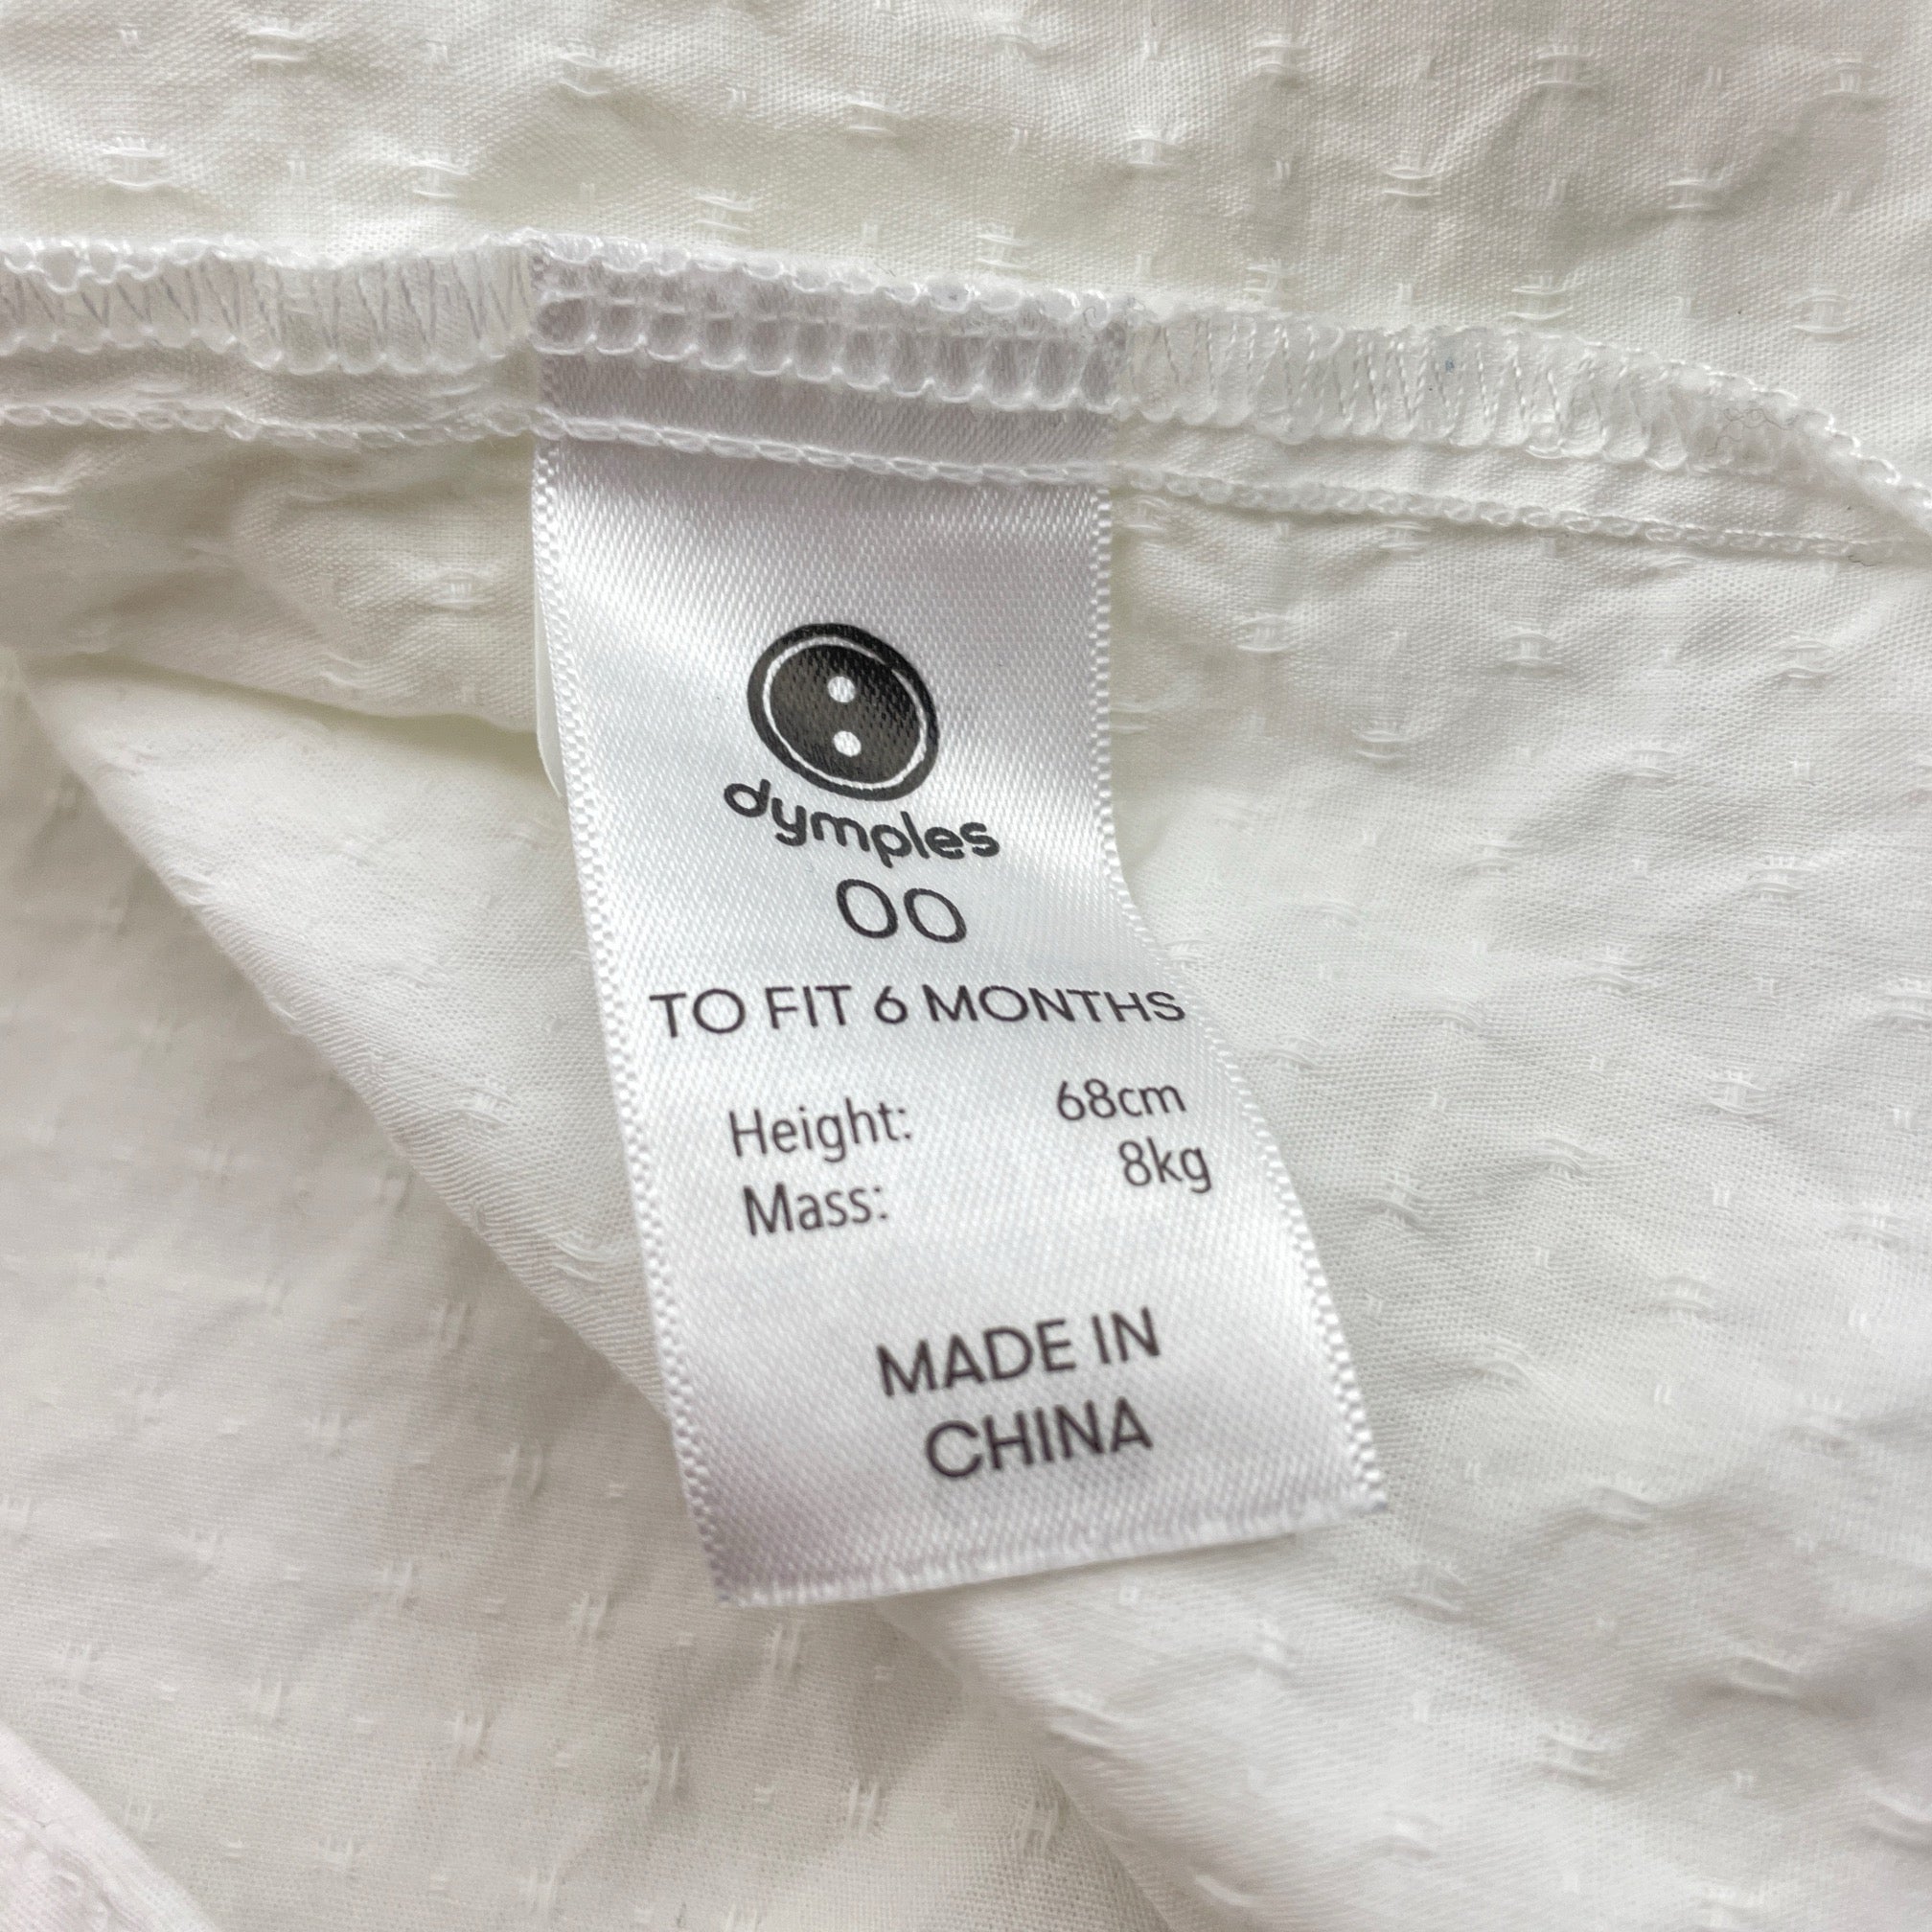 dymples
00
TO FIT 6 MONTHS
Height: 68cm
Mass: 8kg
MADE IN
CHINA